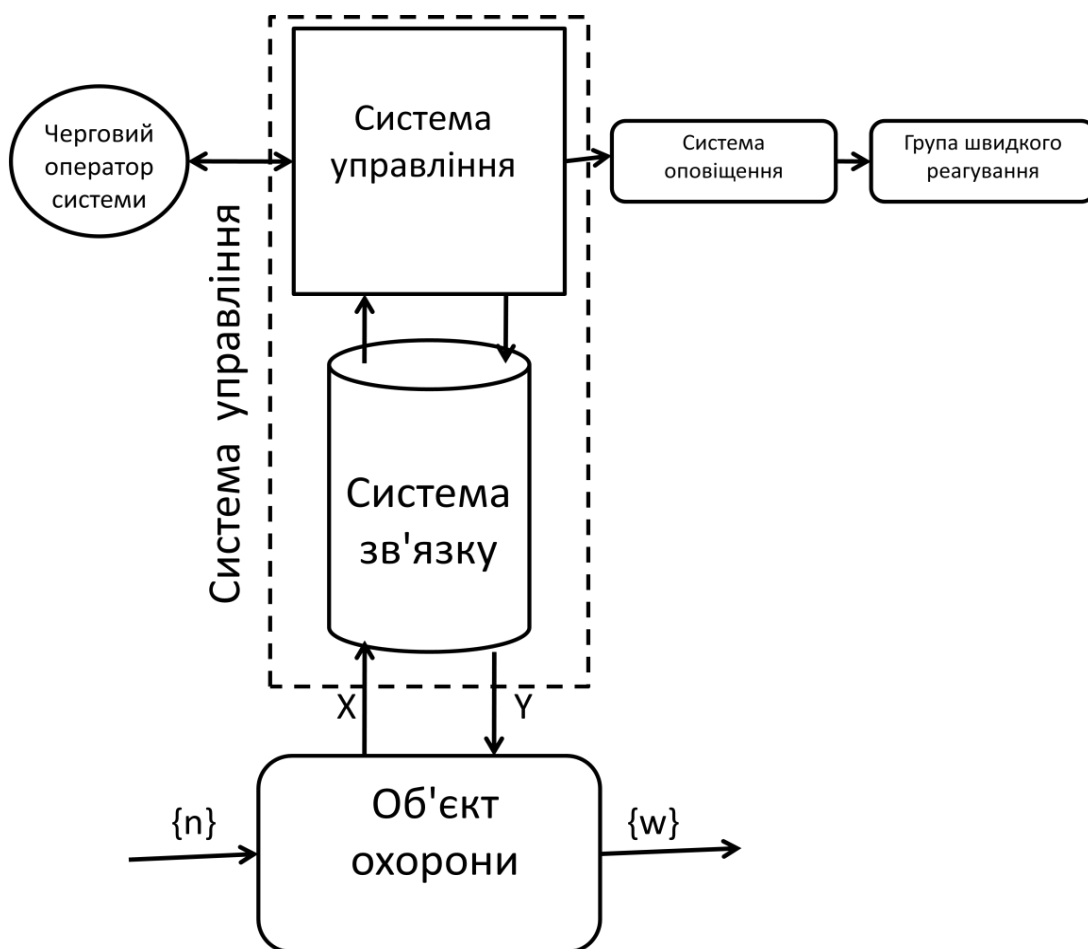 Черговий
оператор
системи
Система
управління
Система
оповіщення
Група швидкого
реагування
Система управління
Система
зв'язку
X
Y
{n}
Об'єкт
охорони
{w}